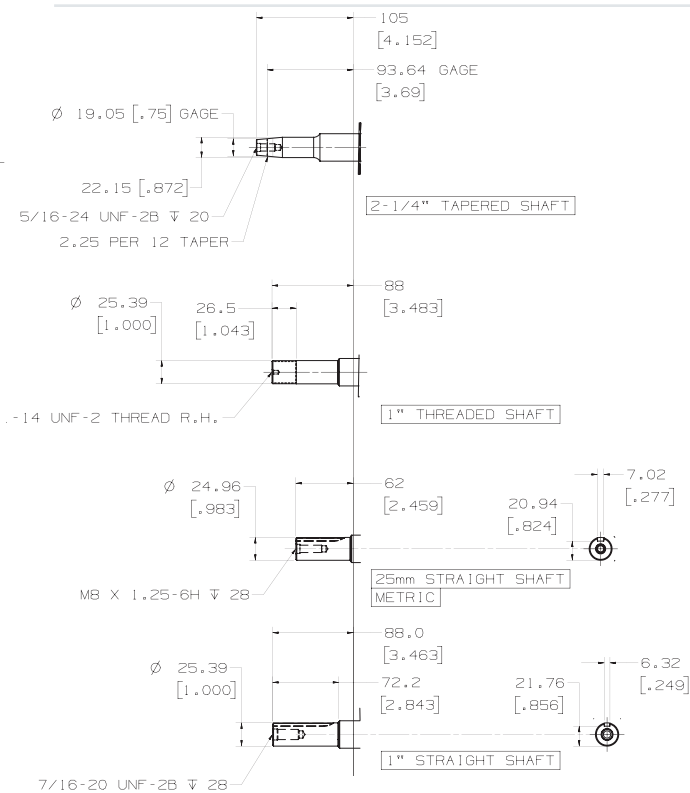 105
[4.152]
93.64 GAGE
[3.69]
Ø 19.05 [.75] GAGE
22.15 [.872]
5/16-24 UNF-2B ↧ 20
2.25 PER 12 TAPER
2-1/4" TAPERED SHAFT
88
[3.483]
Ø 25.39
[1.000]
26.5
[1.043]
.-14 UNF-2 THREAD R.H.
1" THREADED SHAFT
Ø 24.96
[.983]
62
[2.459]
7.02
[.277]
20.94
[.824]
M8 X 1.25-6H ↧ 28
25mm STRAIGHT SHAFT
METRIC
88.0
[3.463]
Ø 25.39
[1.000]
72.2
[2.843]
6.32
[.249]
21.76
[.856]
1" STRAIGHT SHAFT
7/16-20 UNF-2B ↧ 28